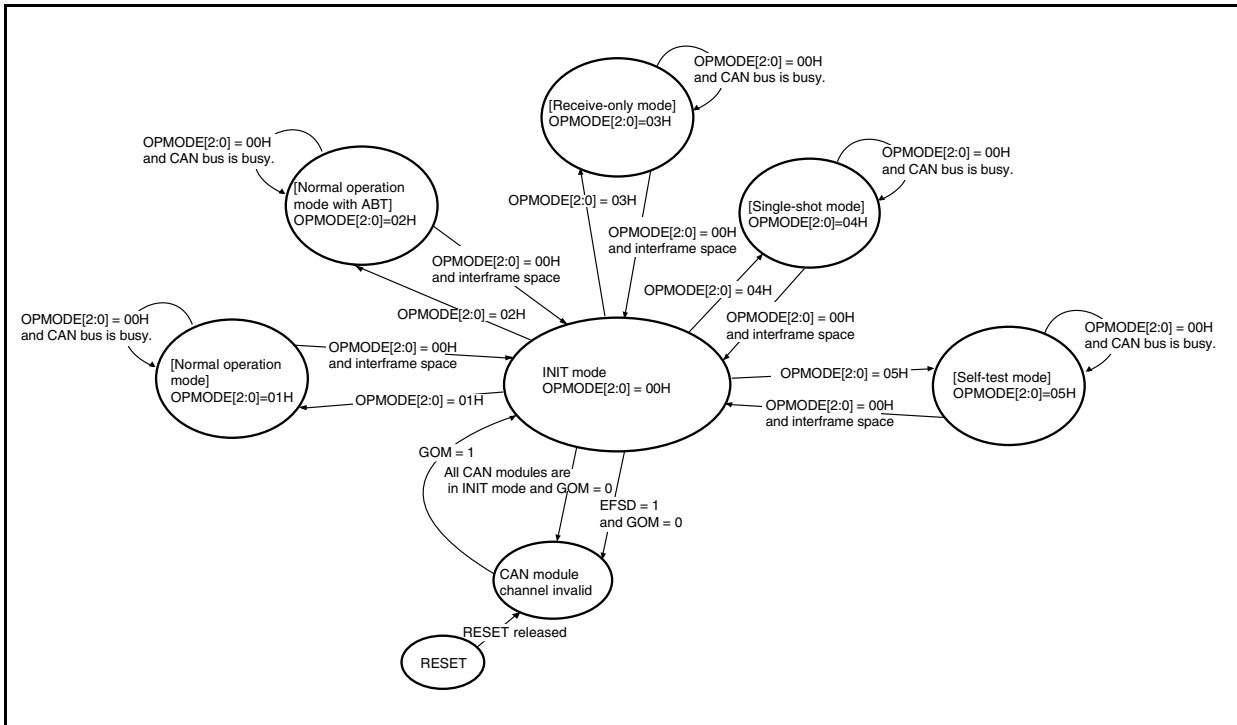 OPMODE[2:0] = 00H
and CAN bus is busy.
[Receive-only mode]
OPMODE[2:0]=03H
OPMODE[2:0] = 00H
and CAN bus is busy.
OPMODE[2:0] = 00H
and CAN bus is busy.
[Normal operation
mode with ABT]
OPMODE[2:0]=02H
OPMODE[2:0] = 03H
[Single-shot mode]
OPMODE[2:0]=04H
OPMODE[2:0] = 00H
and interframe space
OPMODE[2:0] = 00H
and interframe space
OPMODE[2:0] = 04H
OPMODE[2:0] = 02H
OPMODE[2:0] = 00H
and interframe space
OPMODE[2:0] = 00H
and CAN bus is busy.
OPMODE[2:0] = 00H
and CAN bus is busy.
[Normal operation
mode]
OPMODE[2:0]=01H
OPMODE[2:0] = 00H
and interframe space
INIT mode
OPMODE[2:0] = 00H
OPMODE[2:0] = 05H
[Self-test mode]
OPMODE[2:0]=05H
OPMODE[2:0] = 01H
OPMODE[2:0] = 00H
and interframe space
GOM = 1
All CAN modules are
in INIT mode and GOM = 0
EFSD = 1
and GOM = 0
CAN module
channel invalid
RESET released
RESET